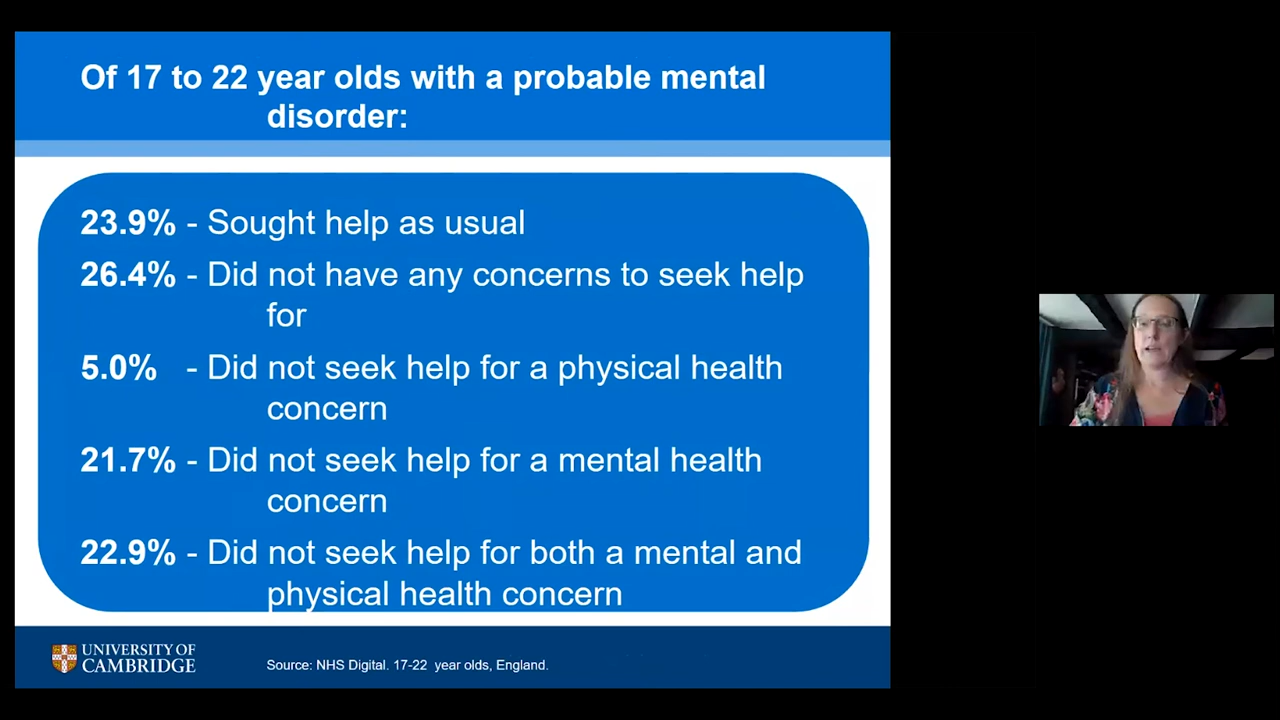 Of 17 to 22 year olds with a probable mental
disorder:
23.9% - Sought help as usual
26.4% - Did not have any concerns to seek help
for
5.0% - Did not seek help for a physical health
concern
21.7% - Did not seek help for a mental health
concern
22.9% - Did not seek help for both a mental and
physical health concern
UNIVERSITY OF
CAMBRIDGE
Source: NHS Digital. 17-22 year olds, England.